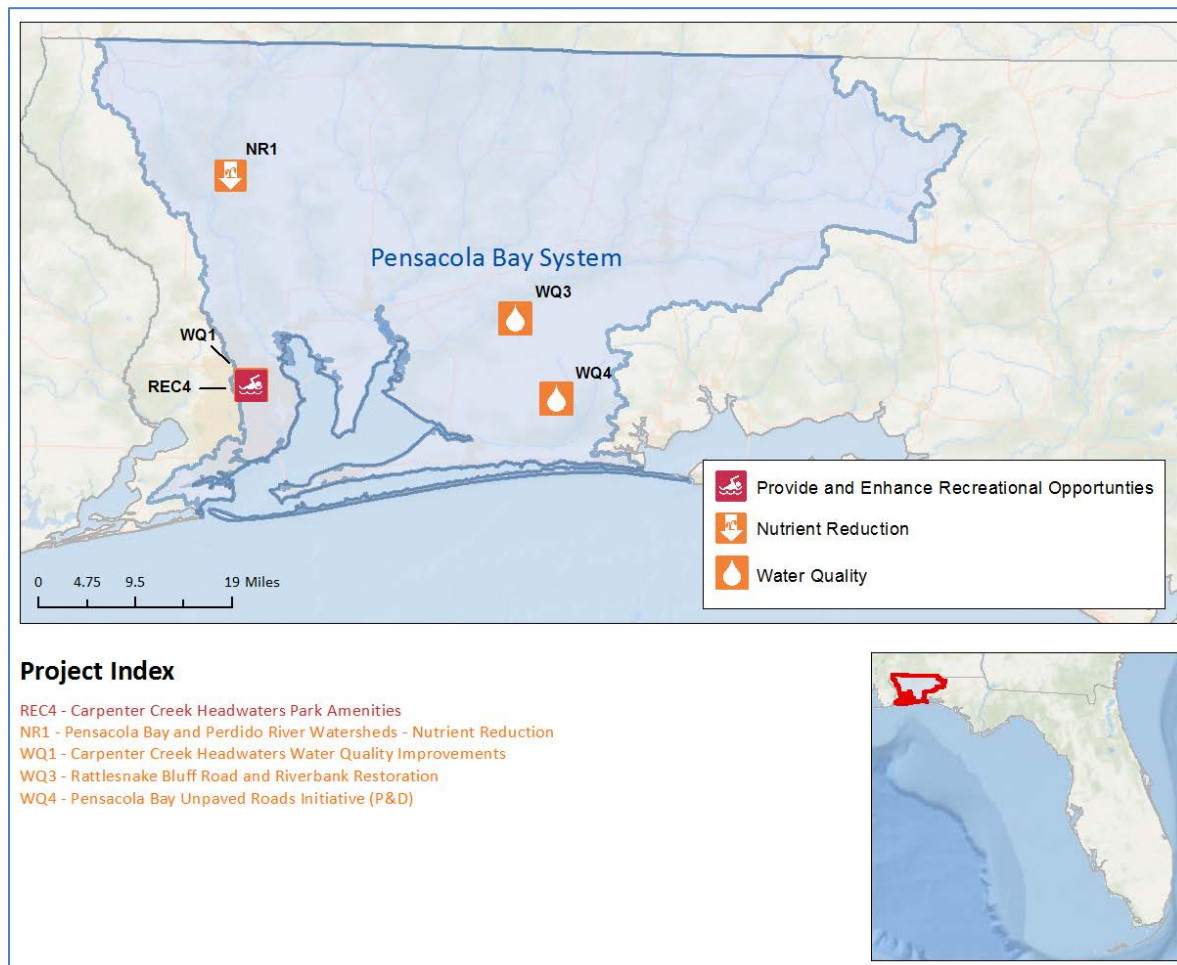 NR1
Pensacola Bay System
WQ3
WQ1
REC4
WQ4
Provide and Enhance Recreational Opportunties
Nutrient Reduction
Water Quality
0 4.75 9.5 19 Miles
Project Index
REC4 - Carpenter Creek Headwaters Park Amenities
NR1 - Pensacola Bay and Perdido River Watersheds - Nutrient Reduction
WQ1 - Carpenter Creek Headwaters Water Quality Improvements
WQ3 - Rattlesnake Bluff Road and Riverbank Restoration
WQ4 - Pensacola Bay Unpaved Roads Initiative (P&D)